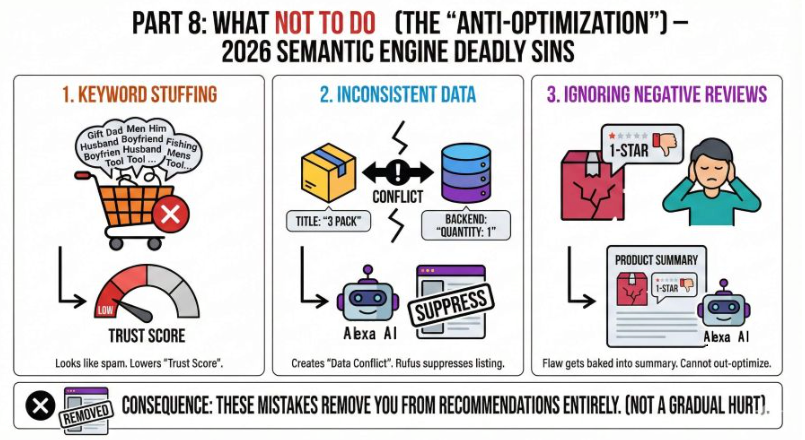 PART 8: WHAT NOT TO DO (THE “ANTI-OPTIMIZATION”) –
2026 SEMANTIC ENGINE DEADLY SINS
1. KEYWORD STUFFING
Gift Dad Men Him
Husband Boyfriend Fishing
Boyfrien Husband Mens
Tool Tool ... Tool...
LOW
TRUST SCORE
Looks like spam. Lowers "Trust Score".
2. INCONSISTENT DATA
!
CONFLICT
TITLE: "3 PACK"
BACKEND:
"QUANTITY: 1"
Alexa AI
SUPPRESS
Creates "Data Conflict". Rufus suppresses listing.
3. IGNORING NEGATIVE REVIEWS
1-STAR
PRODUCT SUMMARY
1-STAR
Alexa AI
Flaw gets baked into summary. Cannot out-optimize.
REMOVED
CONSEQUENCE: THESE MISTAKES REMOVE YOU FROM RECOMMENDATIONS ENTIRELY. (NOT A GRADUAL HURT).